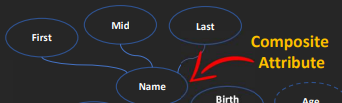 Mid
Last
First
Composite
Attribute
Name
Birth
Age